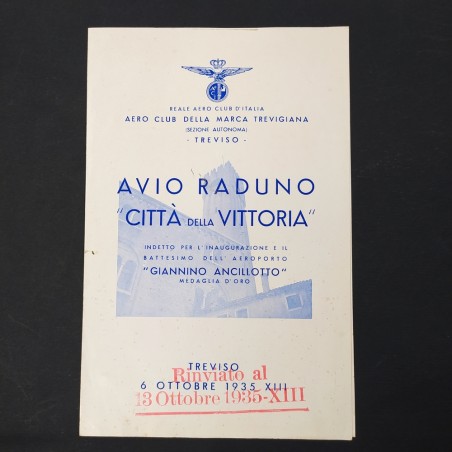 REALE AERO CLUB D'ITALIA
AERO CLUB DELLA MARCA TREVIGIANA
(SEZIONE AUTONOMA)
- TREVISO -
AVIO RADUNO
"CITTÀ DELLA VITTORIA"
INDETTO PER L'INAUGURAZIONE E IL
BATTESIMO DELL'AEROPORTO
"GIANNINO ANCILLOTTO"
MEDAGLIA D'ORO
TREVISO
Rinviato al
6 OTTOBRE 1935 XIII
13 Ottobre 1935-XIII